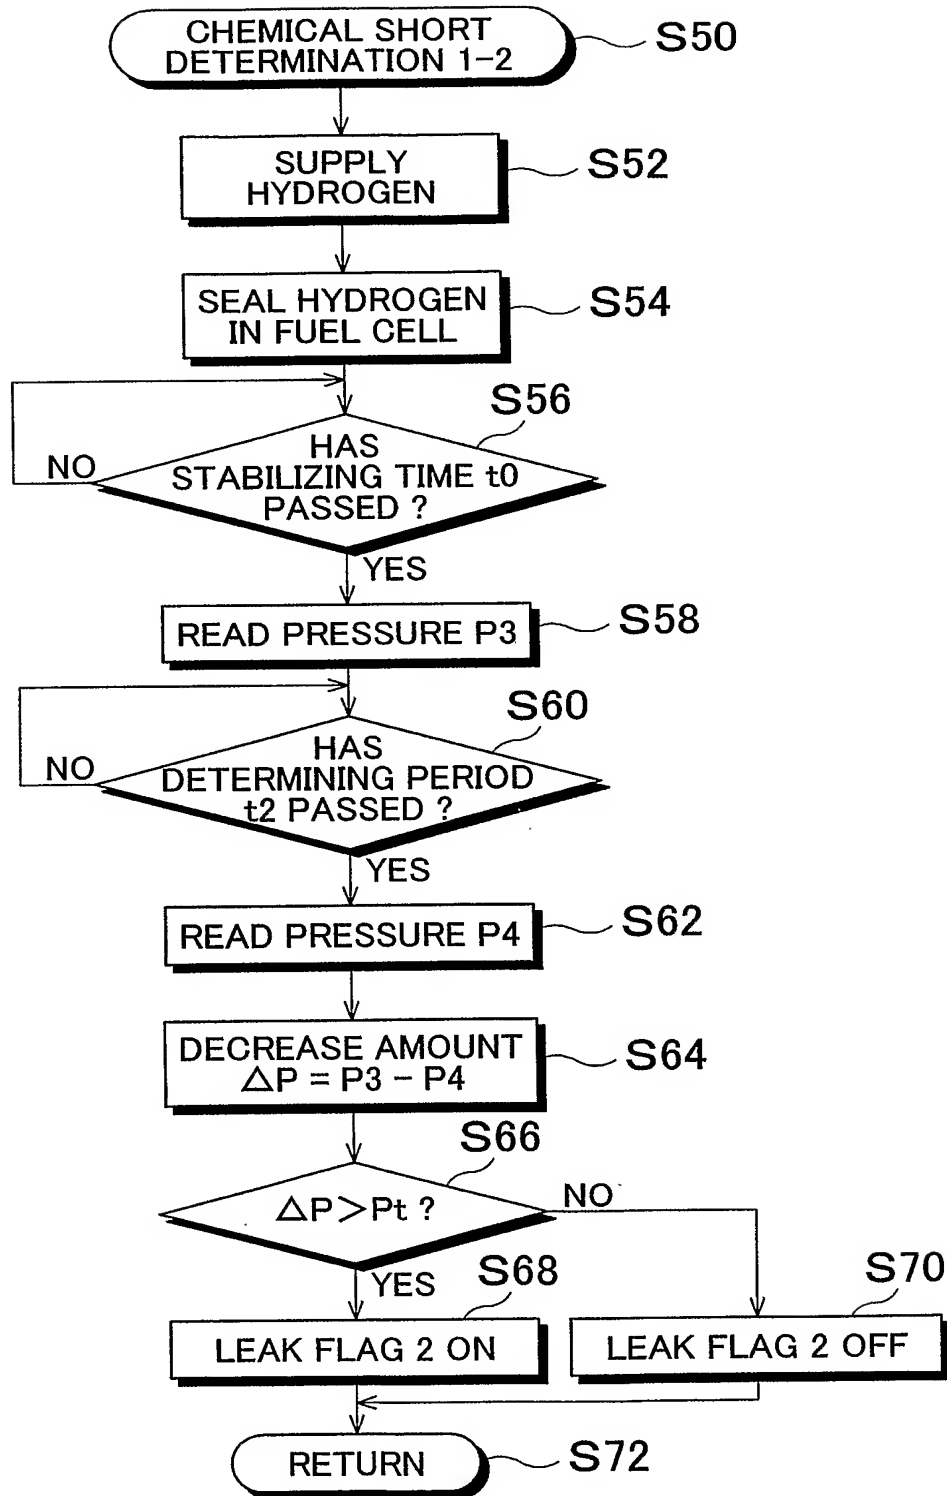 CHEMICAL SHORT
DETERMINATION 1-2
S50
SUPPLY
HYDROGEN
S52
SEAL HYDROGEN
IN FUEL CELL
S54
S56
HAS
STABILIZING TIME t0
PASSED ?
NO
YES
READ PRESSURE P3
S58
S60
HAS
DETERMINING PERIOD
t2 PASSED ?
NO
YES
READ PRESSURE P4
S62
DECREASE AMOUNT
△P = P3 - P4
S64
S66
△P>Pt ?
NO
YES
S68
LEAK FLAG 2 ON
S70
LEAK FLAG 2 OFF
RETURN
S72